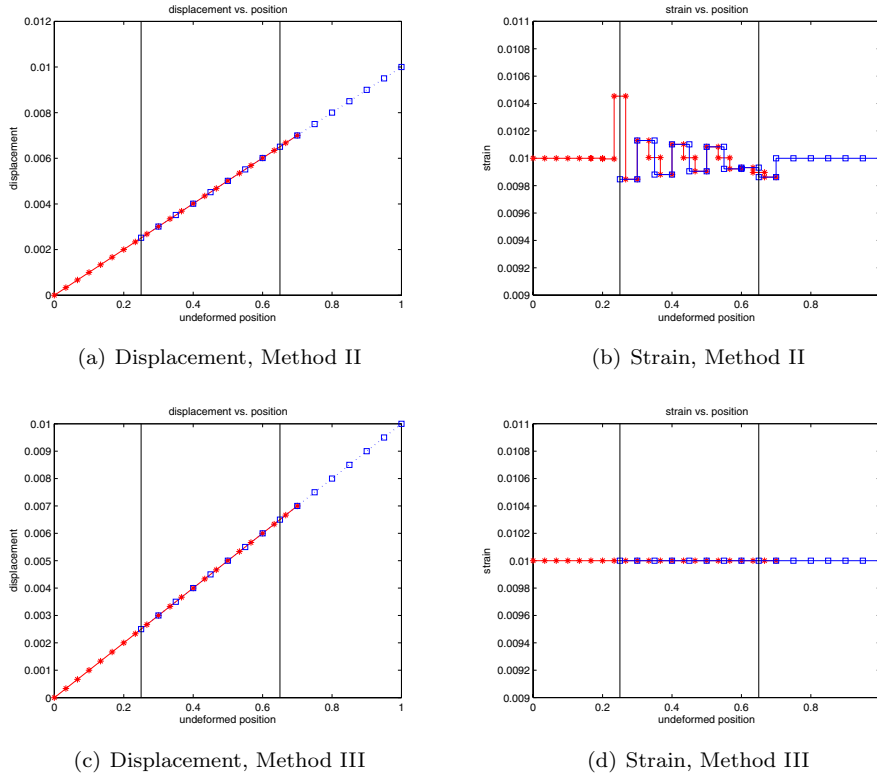 displacement vs. position
0.012
0.01
0.008
0.006
0.004
0.002
0
displacement
0 0.2 0.4 0.6 0.8 1
undeformed position
(a) Displacement, Method II
strain vs. position
0.011
0.0108
0.0106
0.0104
0.0102
0.01
0.0098
0.0096
0.0094
0.0092
0.009
strain
0 0.2 0.4 0.6 0.8
undeformed position
(b) Strain, Method II
displacement vs. position
0.01
0.009
0.008
0.007
0.006
0.005
0.004
0.003
0.002
0.001
0
displacement
0 0.2 0.4 0.6 0.8 1
undeformed position
(c) Displacement, Method III
strain vs. position
0.011
0.0108
0.0106
0.0104
0.0102
0.01
0.0098
0.0096
0.0094
0.0092
0.009
strain
0 0.2 0.4 0.6 0.8
undeformed position
(d) Strain, Method III